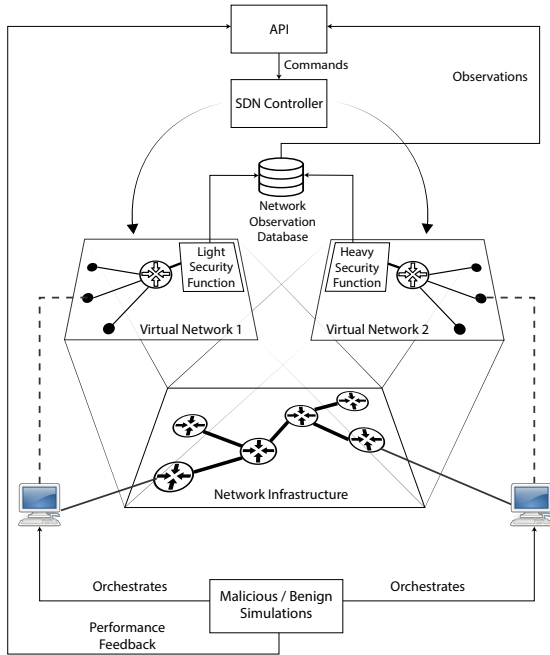 API
Commands
Observations
SDN Controller
Network
Observation
Database
Light
Security
Function
Heavy
Security
Function
Virtual Network 1
Virtual Network 2
Network Infrastructure
Orchestrates
Malicious / Benign
Simulations
Orchestrates
Performance
Feedback